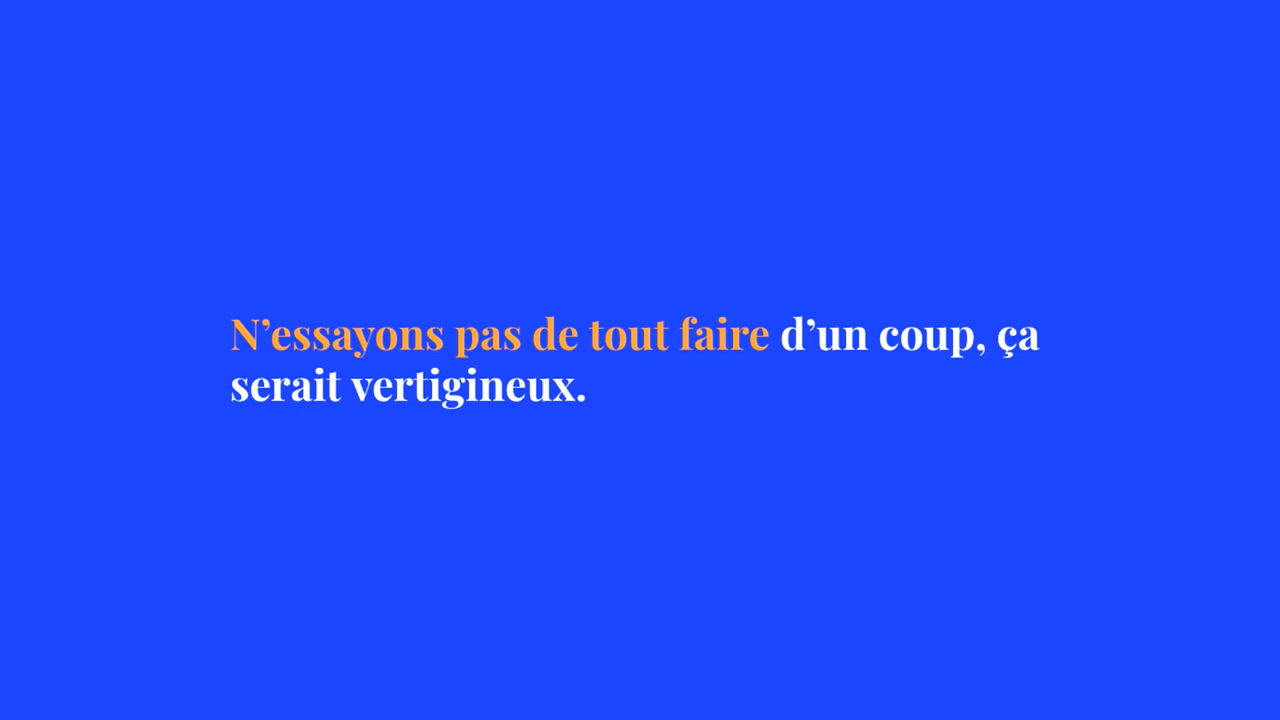 N’essayons pas de tout faire d’un coup, ça
serait vertigineux.